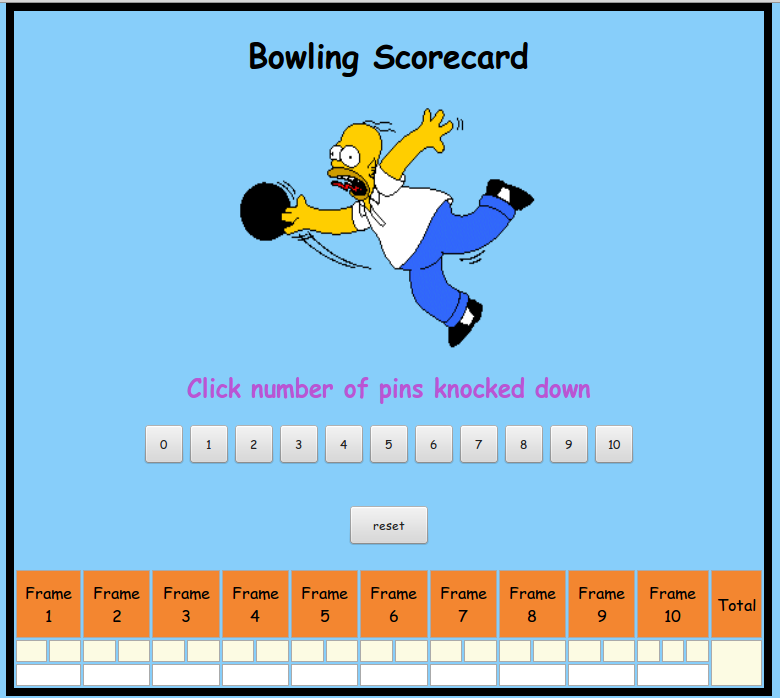 Bowling Scorecard
Click number of pins knocked down
0 1 2 3 4 5 6 7 8 9 10
reset
Frame Frame Frame Frame Frame Frame Frame Frame Frame Frame Total
1 2 3 4 5 6 7 8 9 10